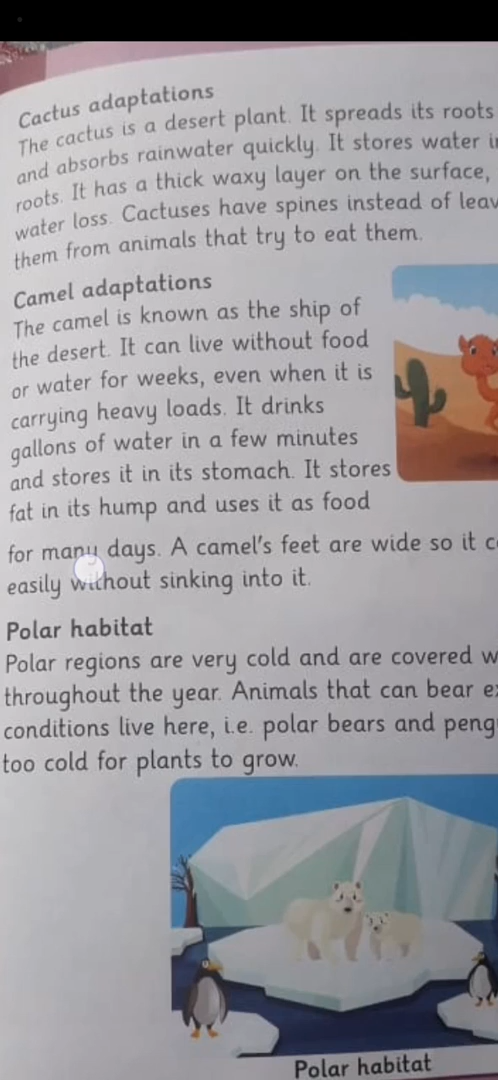 Cactus adaptations
The cactus is a desert plant. It spreads its roots
and absorbs rainwater quickly. It stores water
roots. It has a thick waxy layer on the surface,
water loss. Cactuses have spines instead of
them from animals that try to eat them.
Camel adaptations
The camel is known as the ship of
the desert. It can live without food
or water for weeks, even when it is
carrying heavy loads. It drinks
gallons of water in a few minutes
and stores it in its stomach. It stores
fat in its hump and uses it as food
for many days. A camel's feet are wide so it
easily without sinking into it.
Polar habitat
Polar regions are very cold and are covered
throughout the year. Animals that can bear
conditions live here, i.e. polar bears and
too cold for plants to grow.
Polar habitat